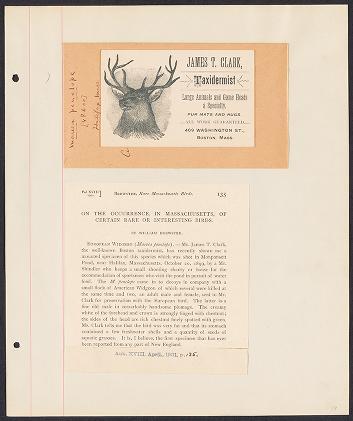 Mareca penelope
JAMES T. CLARK,
Taxidermist
Large Animals and Game Heads
a Specialty.
FUR MATS AND RUGS.
ALL WORK GUARANTEED.
409 WASHINGTON ST.,
BOSTON, MASS.
BREWSTER, Rare Massachusetts Birds. 135
ON THE OCCURRENCE, IN MASSACHUSETTS, OF
CERTAIN RARE OR INTERESTING BIRDS.
BY WILLIAM BREWSTER.
EUROPEAN WIDGEON (Mareca penelope). — Mr. James T. Clark,
the well-known Boston taxidermist, has recently shown me a
mounted specimen of this species which was shot in Monponsett
Pond, near Halifax, Massachusetts, October 20, 1899, by a Mr.
Shindler who keeps a small shooting shanty or house for the
accommodation of sportsmen who visit the pond in pursuit of water
fowl. The M. penelope came in to decoys in company with a
small flock of American Widgeon of which several were killed at
the same time and two, an adult male and female, sent to Mr.
Clark for preservation with the European bird. The latter is a
fine old male in remarkably handsome plumage. The creamy
white of the forehead and crown is strongly tinged with chestnut;
the sides of the head are rich chestnut finely spotted with green.
Mr. Clark tells me that the bird was very fat and that its stomach
contained a few freshwater shells and a quantity of seeds of
aquatic grasses. It is, I believe, the first specimen that has ever
been reported from any part of New England.
Auk, XVIII, April, 1901, p. 135.